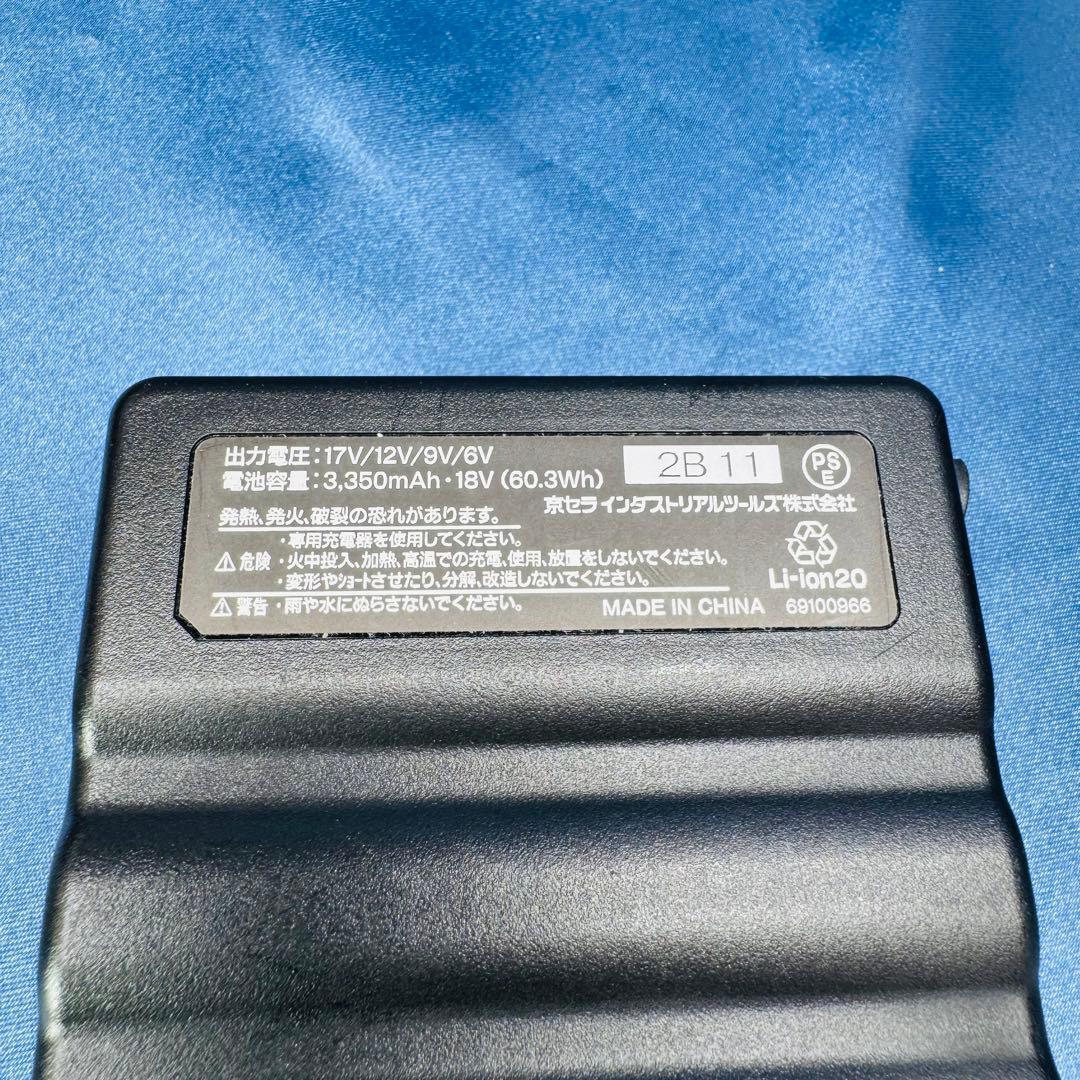 出力電圧:17V/12V/9V/6V
電池容量:3,350mAh・18V (60.3Wh)
2B 11
PS
E
京セラインダストリアルツールズ株式会社
発熱、発火、破裂の恐れがあります。
・専用充電器を使用してください。
⚠危険・火中投入、加熱、高温での充電、使用、放置をしないでください。
・変形やショートさせたり、分解、改造しないでください。
⚠警告・雨や水にぬらさないでください。
Li-ion20
MADE IN CHINA 69100966